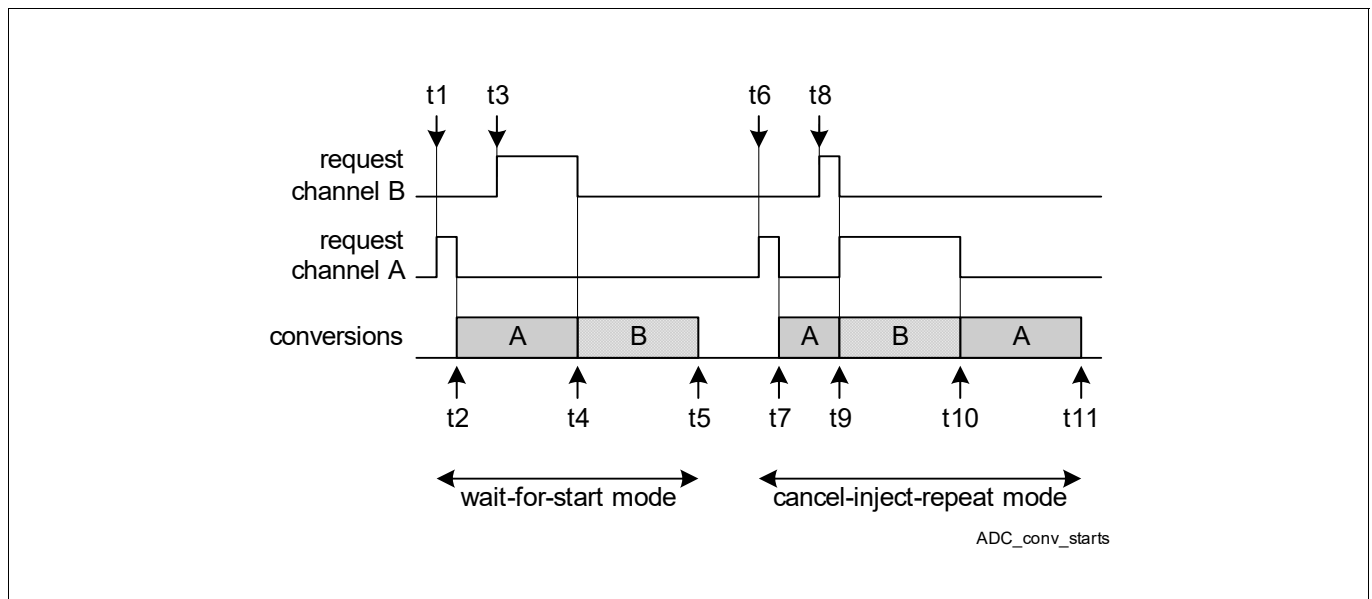 t1 t3 t6 t8
request
channel B
request
channel A
conversions A B A B A
t2 t4 t5 t7 t9 t10 t11
wait-for-start mode cancel-inject-repeat mode
ADC_conv_starts